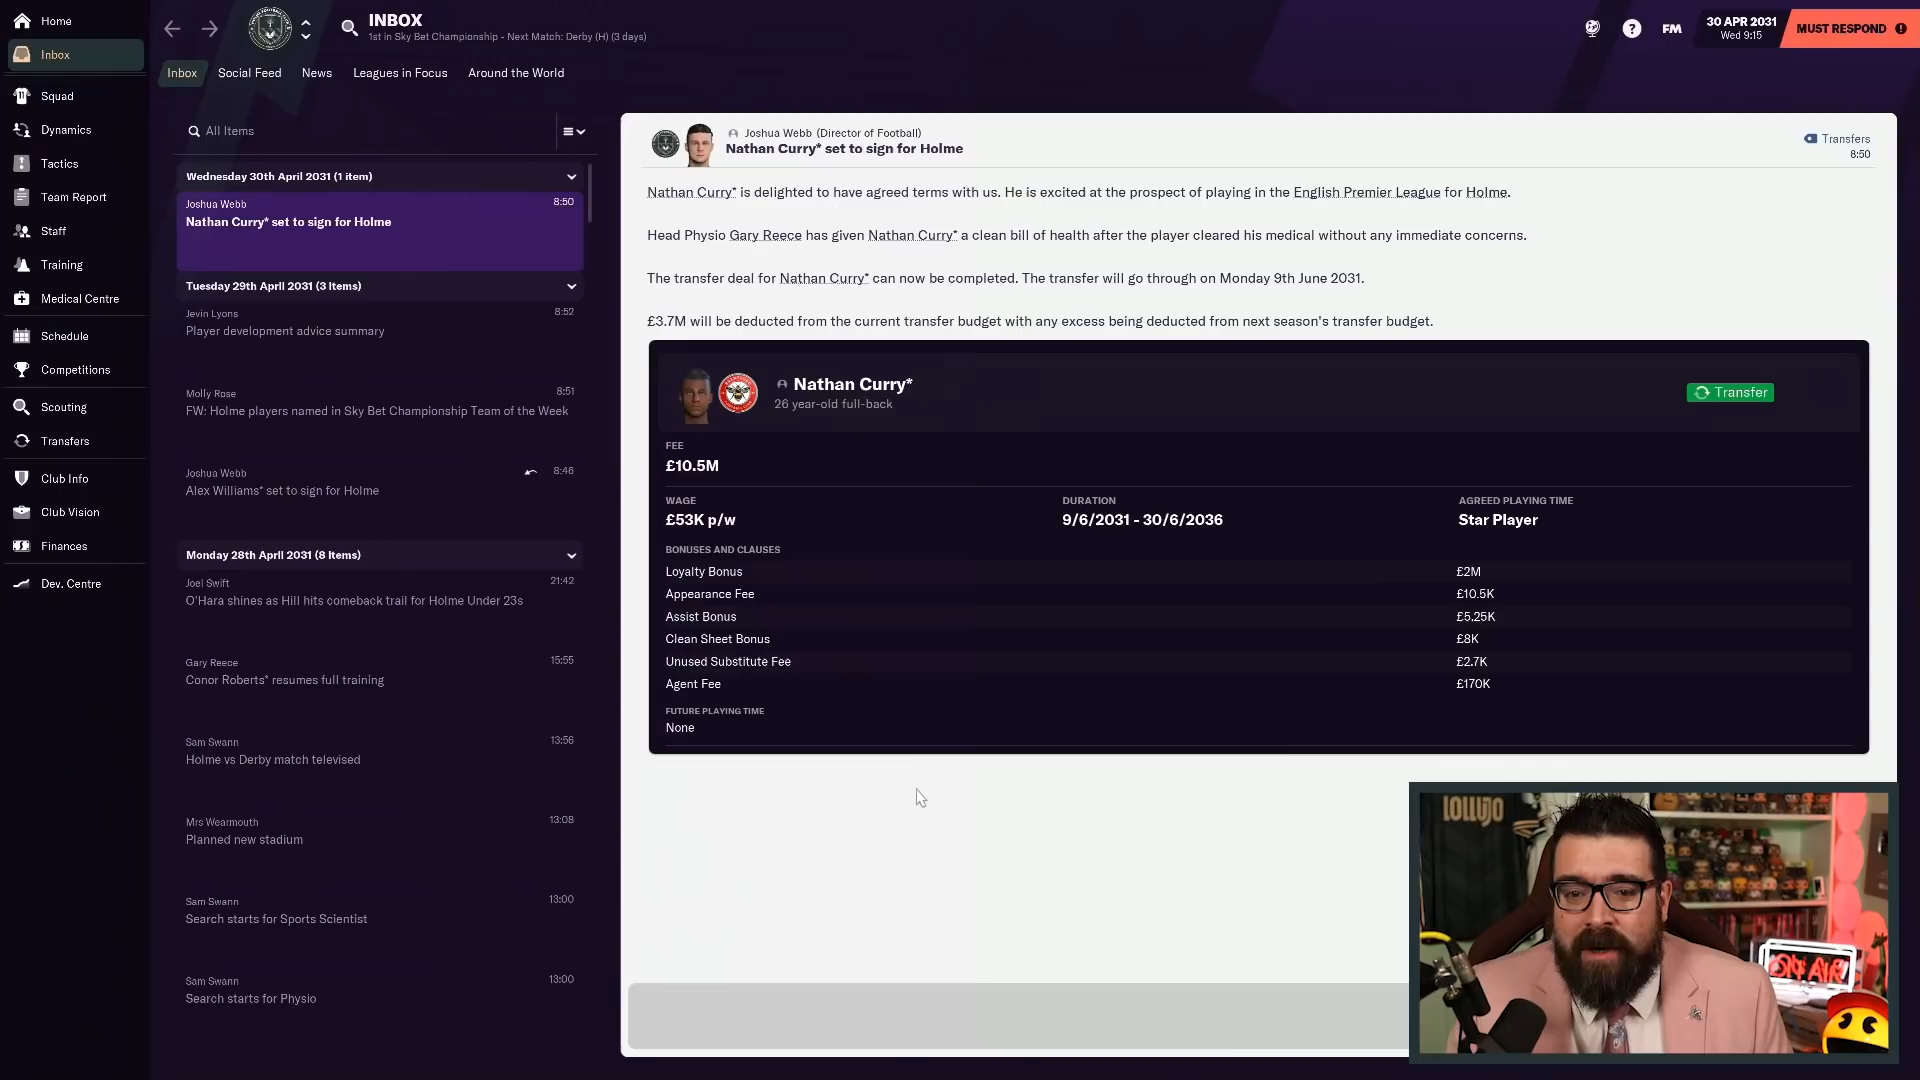 Home
Inbox
Squad
Dynamics
Tactics
Team Report
Staff
Training
Medical Centre
Schedule
Competitions
Scouting
Transfers
Club Info
Club Vision
Finances
Dev. Centre
INBOX
1st in Sky Bet Championship - Next Match: Derby (H) (3 days)
FM
30 APR 2031
Wed 9:15
MUST RESPOND
Inbox Social Feed News Leagues in Focus Around the World
All Items
Wednesday 30th April 2031 (1 item)
Joshua Webb 8:50
Nathan Curry* set to sign for Holme
Tuesday 29th April 2031 (3 Items)
Jevin Lyons 8:52
Player development advice summary
Molly Rose 8:51
FW: Holme players named in Sky Bet Championship Team of the Week
Joshua Webb 8:46
Alex Williams* set to sign for Holme
Monday 28th April 2031 (8 Items)
Joel Swift 21:42
O'Hara shines as Hill hits comeback trail for Holme Under 23s
Gary Reece 15:55
Conor Roberts* resumes full training
Sam Swann 13:56
Holme vs Derby match televised
Mrs Wearmouth 13:08
Planned new stadium
Sam Swann 13:00
Search starts for Sports Scientist
Sam Swann 13:00
Search starts for Physio
Joshua Webb (Director of Football)
Nathan Curry* set to sign for Holme
Transfers
8:50
Nathan Curry* is delighted to have agreed terms with us. He is excited at the prospect of playing in the English Premier League for Holme.
Head Physio Gary Reece has given Nathan Curry* a clean bill of health after the player cleared his medical without any immediate concerns.
The transfer deal for Nathan Curry* can now be completed. The transfer will go through on Monday 9th June 2031.
£3.7M will be deducted from the current transfer budget with any excess being deducted from next season's transfer budget.
Nathan Curry*
26 year-old full-back
Transfer
FEE
£10.5M
WAGE DURATION AGREED PLAYING TIME
£53K p/w 9/6/2031 - 30/6/2036 Star Player
BONUSES AND CLAUSES
Loyalty Bonus £2M
Appearance Fee £10.5K
Assist Bonus £5.25K
Clean Sheet Bonus £8K
Unused Substitute Fee £2.7K
Agent Fee £170K
FUTURE PLAYING TIME
None
lollujo
ON AIR